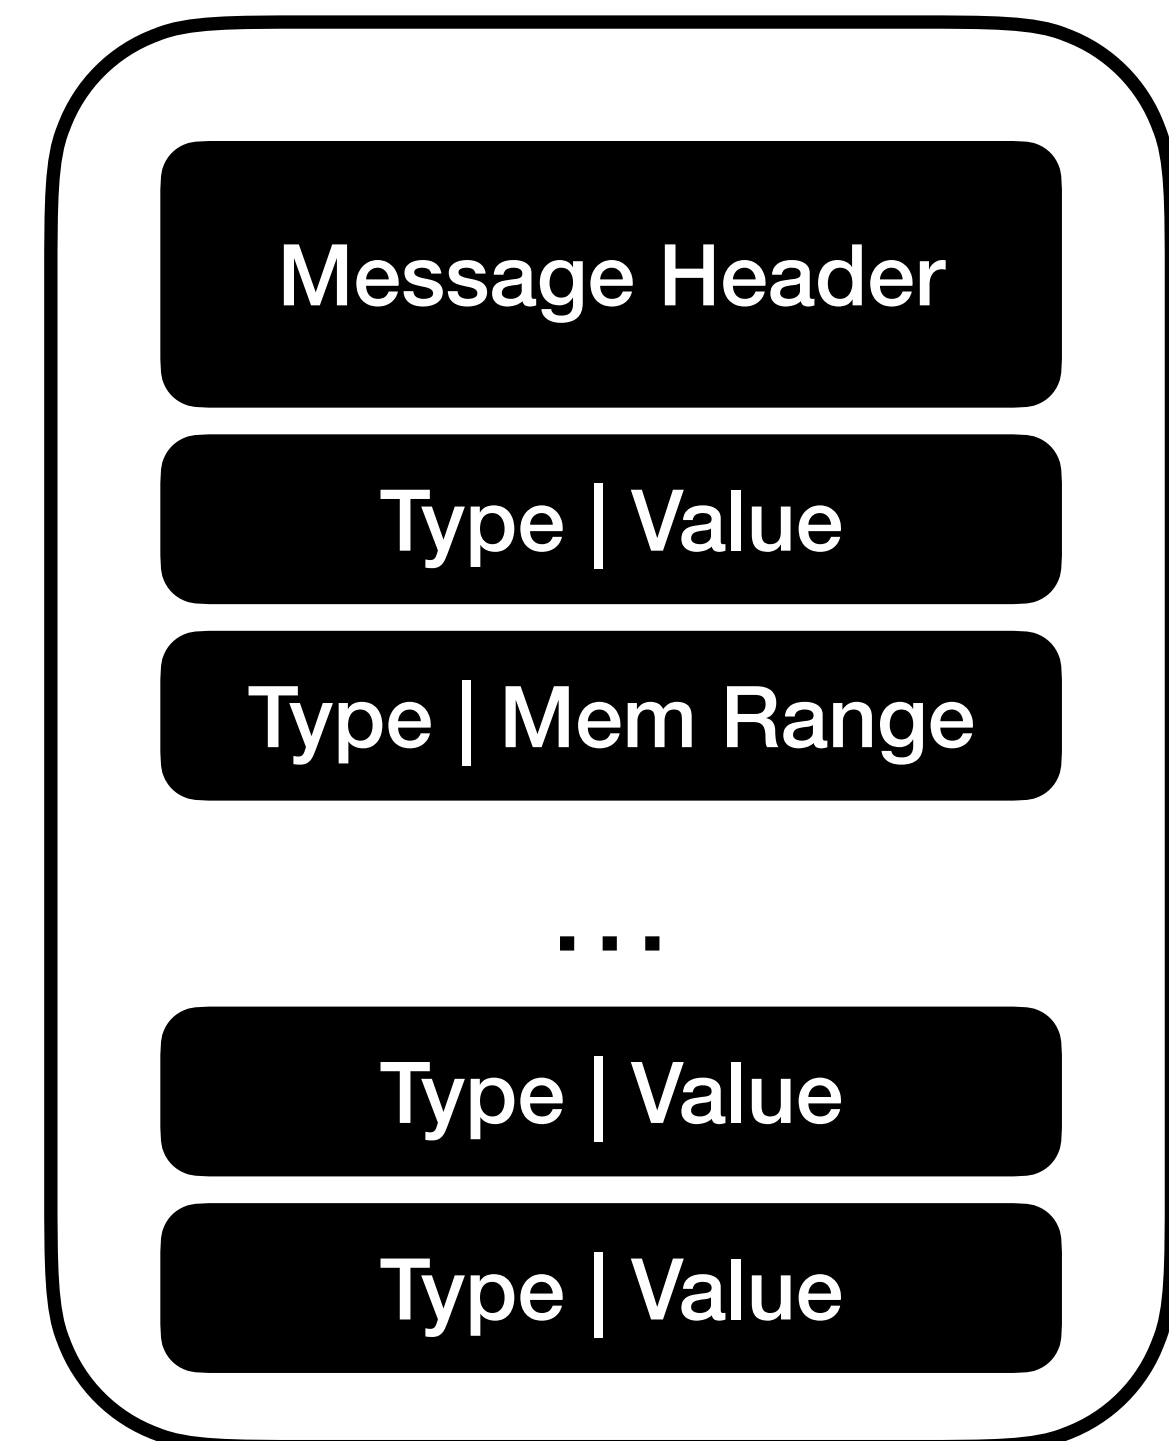 Message Header
Type | Value
Type | Mem Range
...
Type | Value
Type | Value